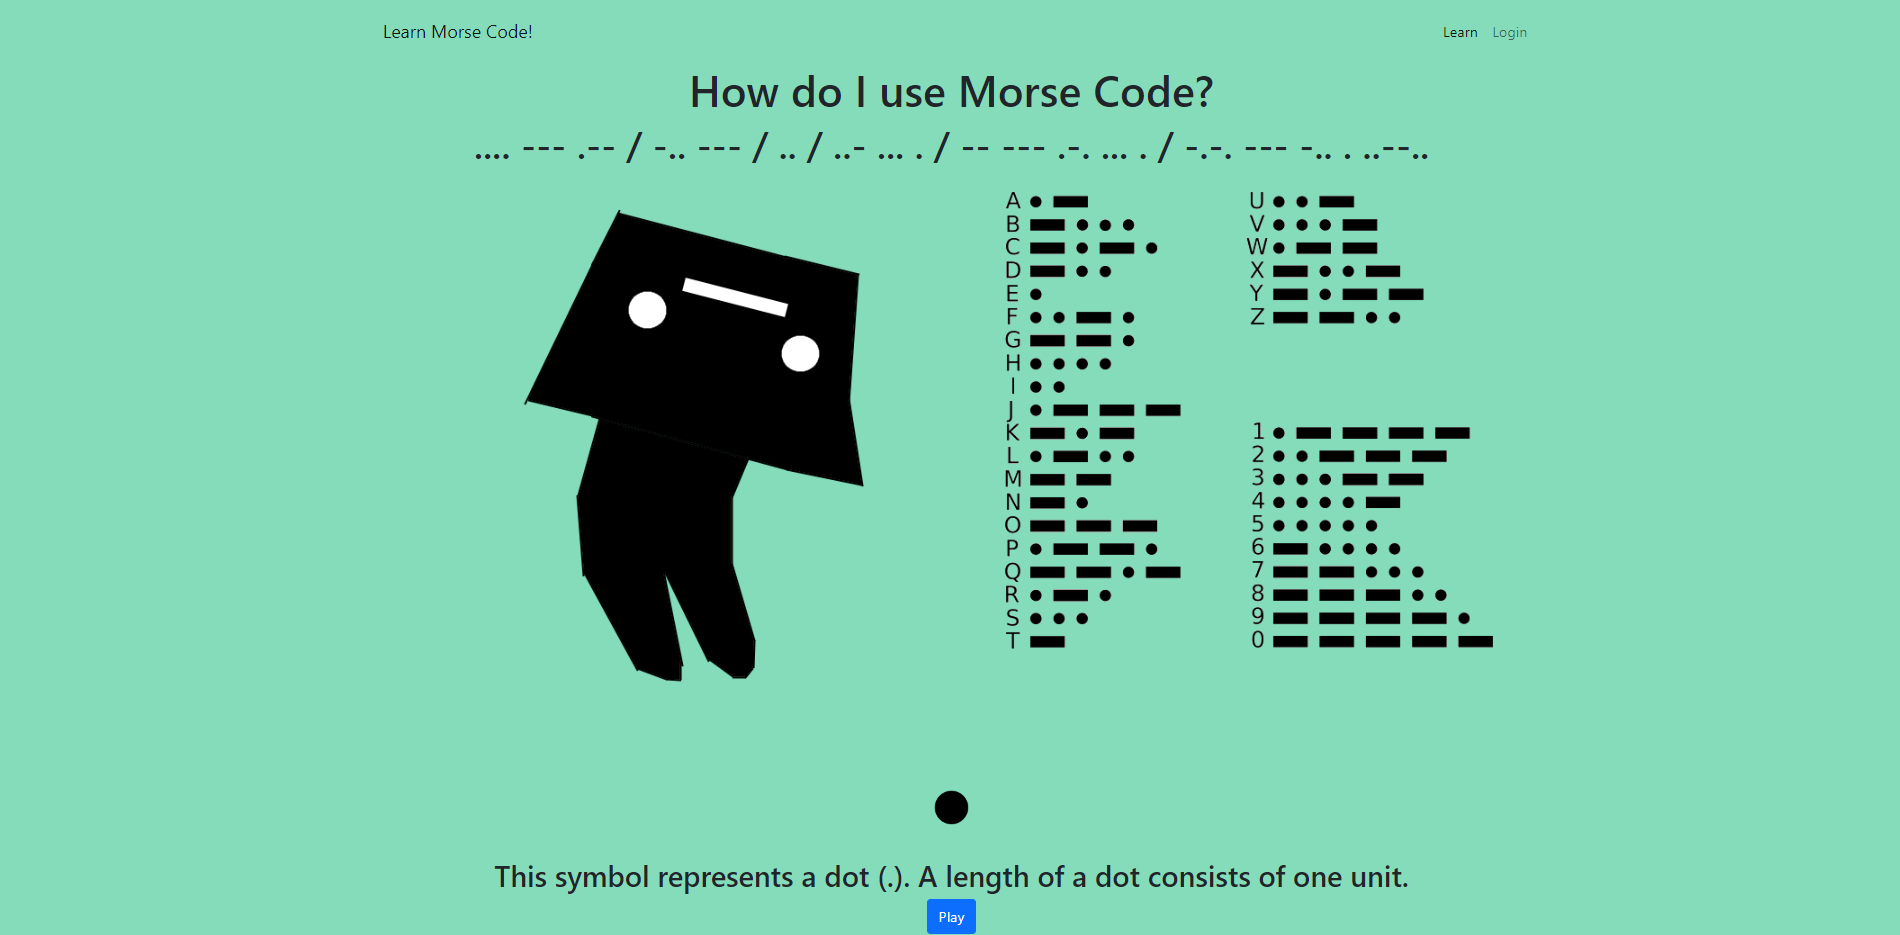 Learn Morse Code!
Learn Login
How do I use Morse Code?
.... --- .-- / -.. --- / .. / ..- ... . / -- --- .-. ... . / -.-. --- -.. . ..--..
A
B
C
D
E
F
G
H
I
J
K
L
M
N
O
P
Q
R
S
T
U
V
W
X
Y
Z
1
2
3
4
5
6
7
8
9
0
This symbol represents a dot (.). A length of a dot consists of one unit.
Play